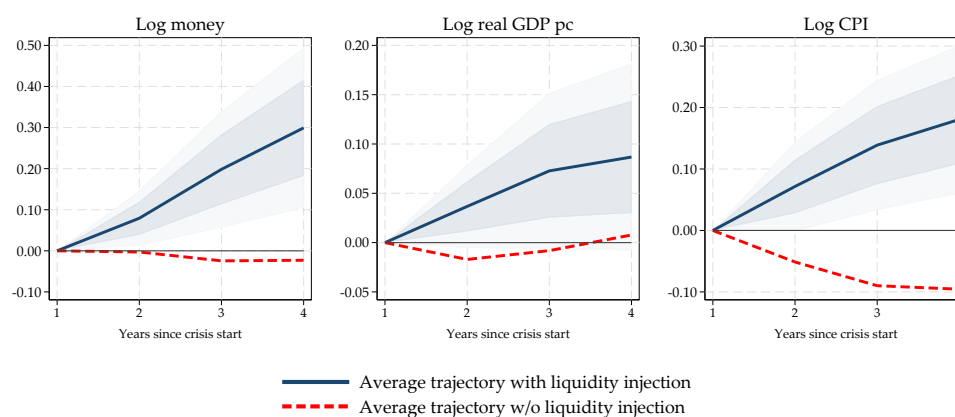 Log money
0.50
0.40
0.30
0.20
0.10
0.00
-0.10
1 2 3 4
Years since crisis start
Log real GDP pc
0.20
0.15
0.10
0.05
0.00
-0.05
1 2 3 4
Years since crisis start
Log CPI
0.30
0.20
0.10
0.00
-0.10
1 2 3
Years since crisis start
Average trajectory with liquidity injection
Average trajectory w/o liquidity injection